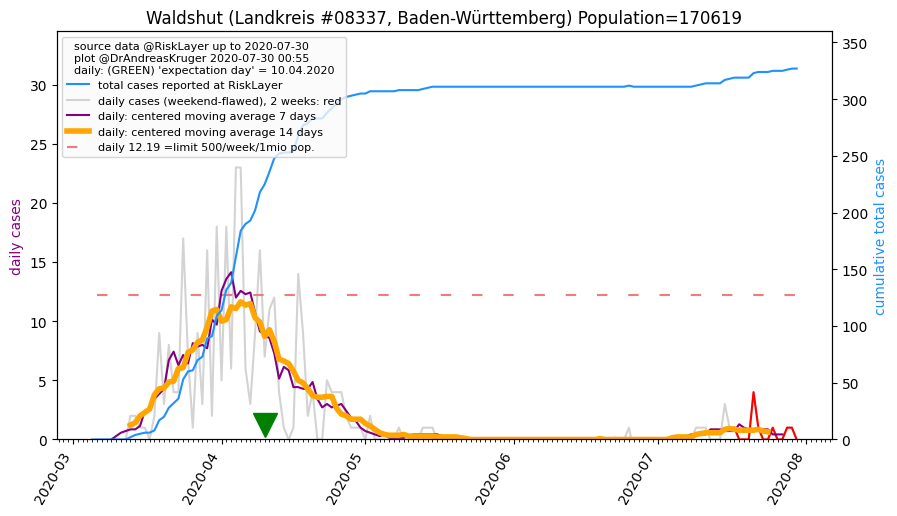 Waldshut (Landkreis #08337, Baden-Württemberg) Population=170619
source data @RiskLayer up to 2020-07-30
plot @DrAndreasKruger 2020-07-30 00:55
daily: (GREEN) 'expectation day' = 10.04.2020
total cases reported at RiskLayer
daily cases (weekend-flawed), 2 weeks: red
daily: centered moving average 7 days
daily: centered moving average 14 days
daily 12.19 =limit 500/week/1mio pop.
daily cases
30
25
20
15
10
5
0
350
300
250
200
150
100
50
0
cumulative total cases
2020-03
2020-04
2020-05
2020-06
2020-07
2020-08